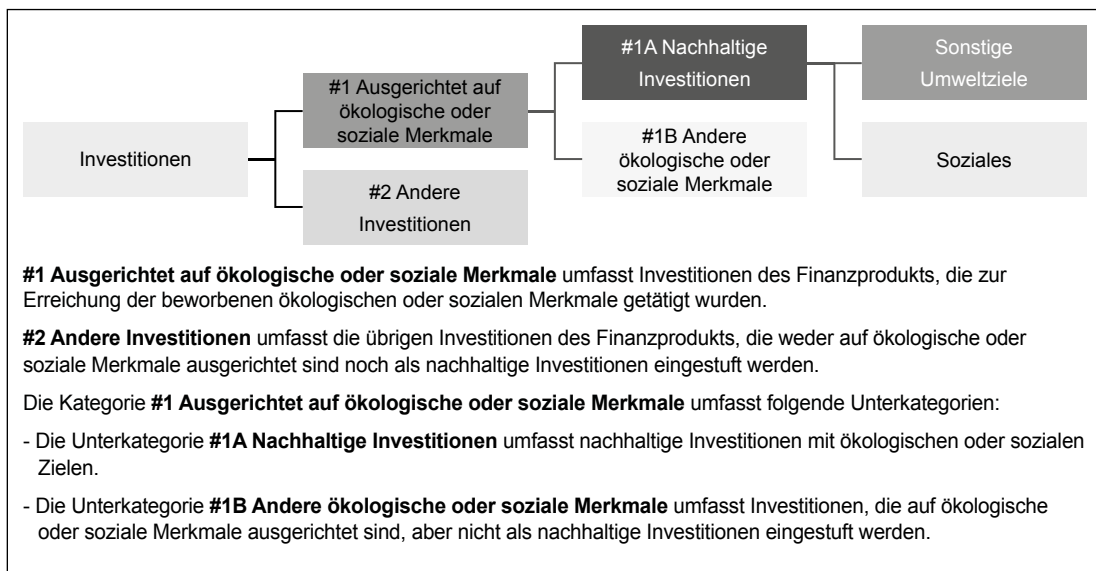 Investitionen
#1 Ausgerichtet auf
ökologische oder
soziale Merkmale
#2 Andere
Investitionen
#1A Nachhaltige
Investitionen
#1B Andere
ökologische oder
soziale Merkmale
Sonstige
Umweltziele
Soziales
#1 Ausgerichtet auf ökologische oder soziale Merkmale umfasst Investitionen des Finanzprodukts, die zur
Erreichung der beworbenen ökologischen oder sozialen Merkmale getätigt wurden.
#2 Andere Investitionen umfasst die übrigen Investitionen des Finanzprodukts, die weder auf ökologische oder
soziale Merkmale ausgerichtet sind noch als nachhaltige Investitionen eingestuft werden.
Die Kategorie #1 Ausgerichtet auf ökologische oder soziale Merkmale umfasst folgende Unterkategorien:
- Die Unterkategorie #1A Nachhaltige Investitionen umfasst nachhaltige Investitionen mit ökologischen oder sozialen
Zielen.
- Die Unterkategorie #1B Andere ökologische oder soziale Merkmale umfasst Investitionen, die auf ökologische
oder soziale Merkmale ausgerichtet sind, aber nicht als nachhaltige Investitionen eingestuft werden.